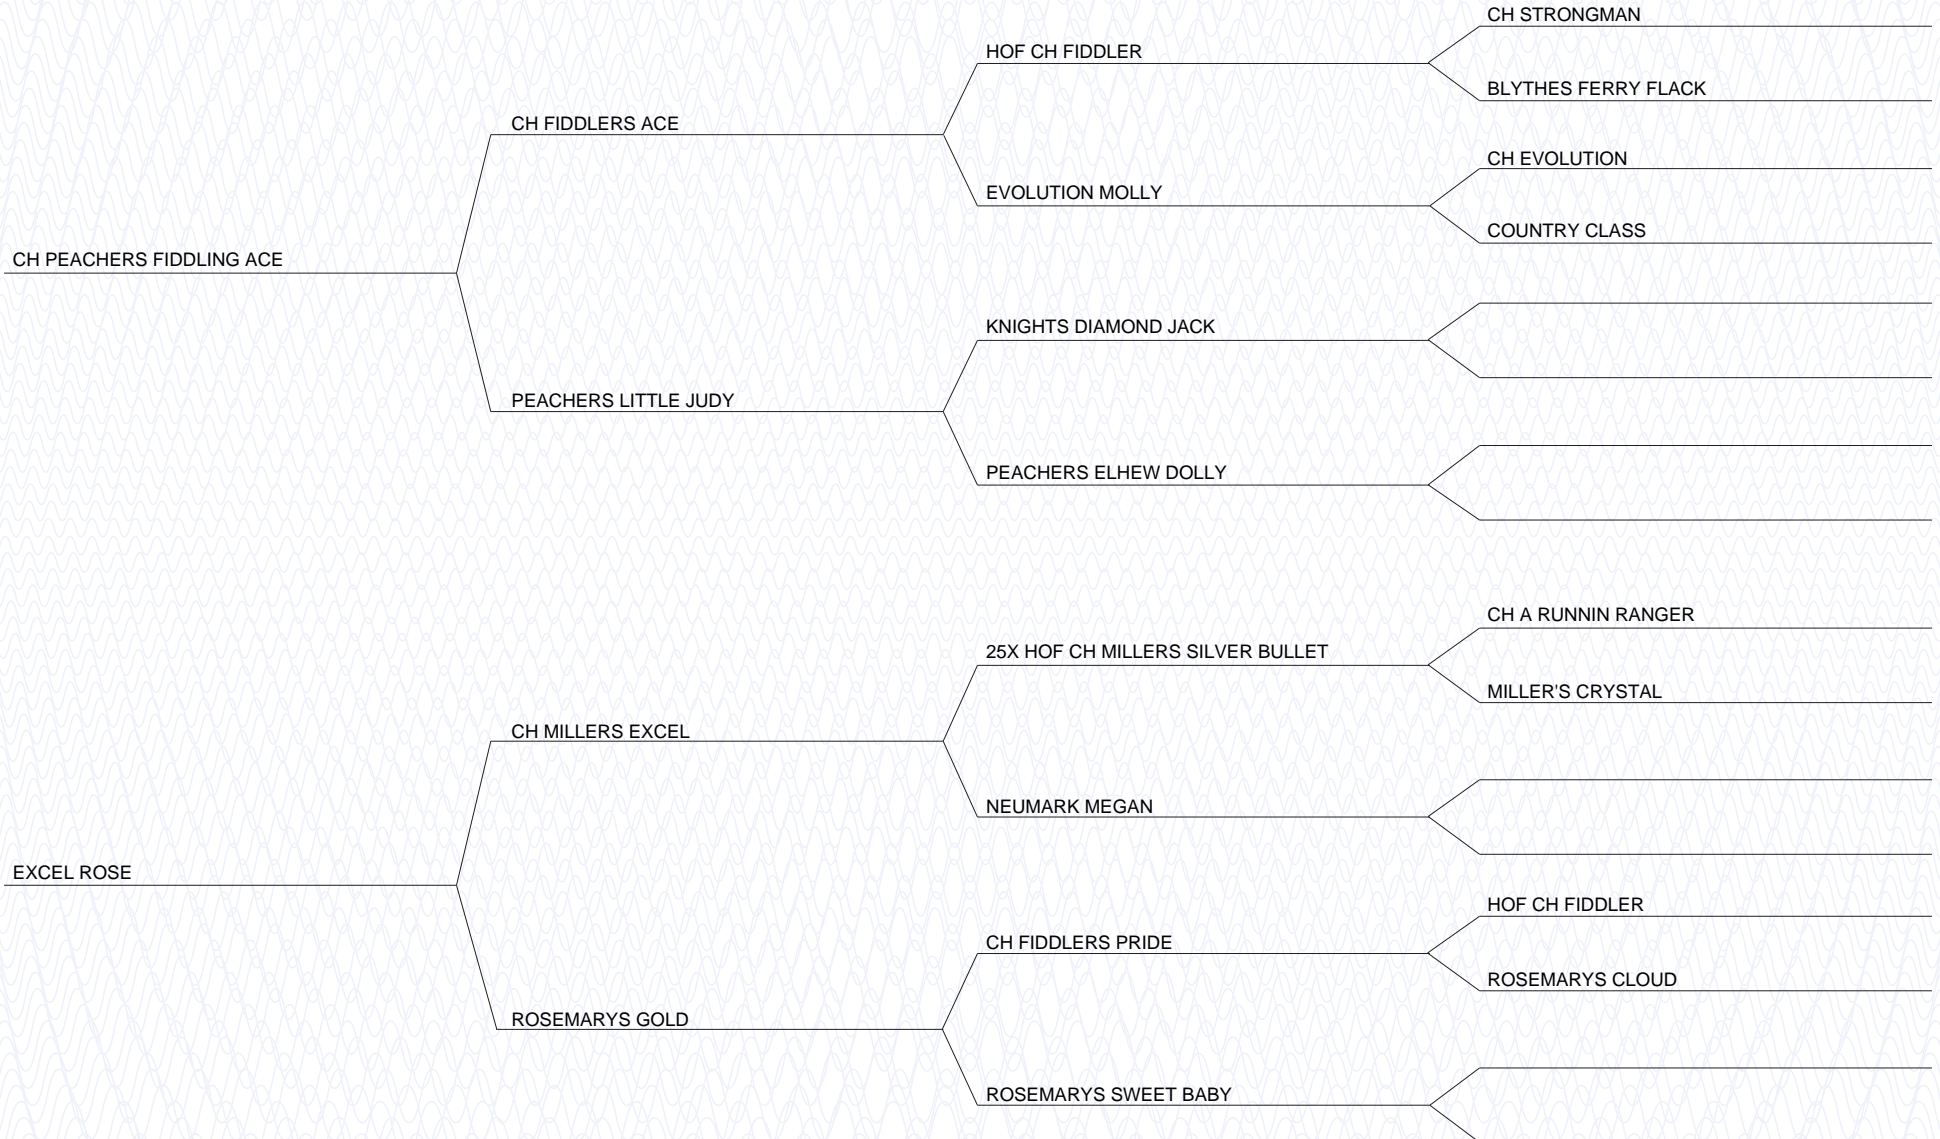 CH STRONGMAN
HOF CH FIDDLER
BLYTHES FERRY FLACK
CH FIDDLERS ACE
CH EVOLUTION
EVOLUTION MOLLY
COUNTRY CLASS
CH PEACHERS FIDDLING ACE
KNIGHTS DIAMOND JACK
PEACHERS LITTLE JUDY
PEACHERS ELHEW DOLLY
CH A RUNNIN RANGER
25X HOF CH MILLERS SILVER BULLET
MILLER'S CRYSTAL
CH MILLERS EXCEL
NEUMARK MEGAN
EXCEL ROSE
HOF CH FIDDLER
CH FIDDLERS PRIDE
ROSEMARYS CLOUD
ROSEMARYS GOLD
ROSEMARYS SWEET BABY